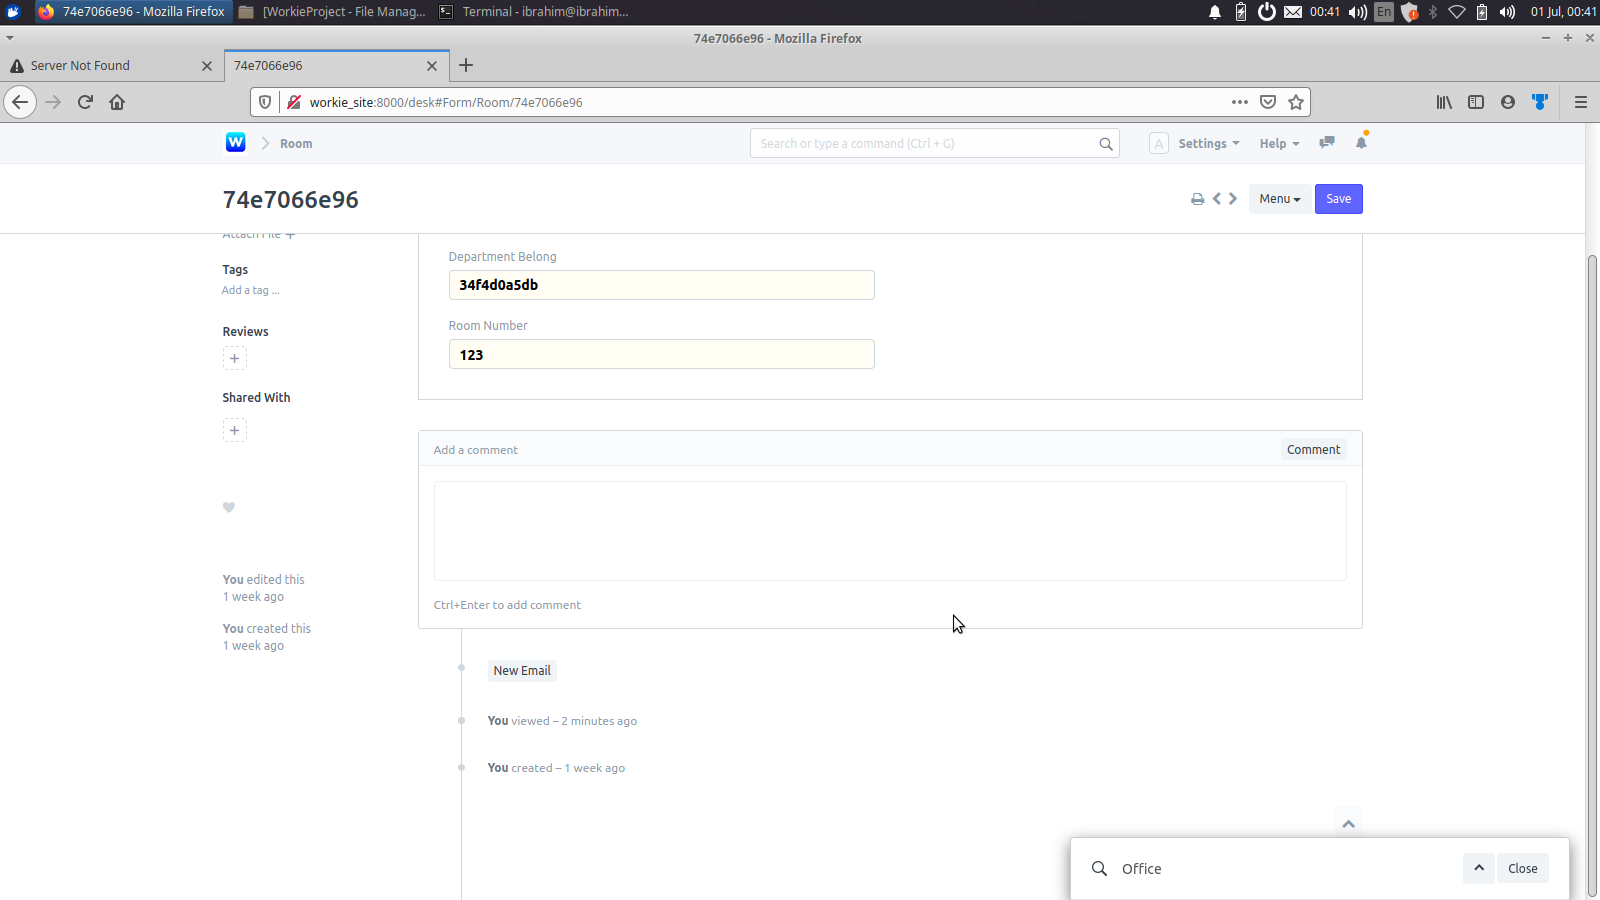 74e7066e96 - Mozilla Firefox
[WorkieProject - File Manag...
Terminal - ibrahim@ibrahim...
00:41
En
01 Jul, 00:41
74e7066e96 - Mozilla Firefox
Server Not Found
74e7066e96
workie_site:8000/desk#Form/Room/74e7066e96
W
Room
Search or type a command (Ctrl + G)
A
Settings
Help
74e7066e96
Menu
Save
Attach File +
Tags
Add a tag ...
Reviews
+
Shared With
+
You edited this
1 week ago
You created this
1 week ago
Department Belong
34f4d0a5db
Room Number
123
Add a comment
Comment
Ctrl+Enter to add comment
New Email
You viewed – 2 minutes ago
You created – 1 week ago
Office
Close